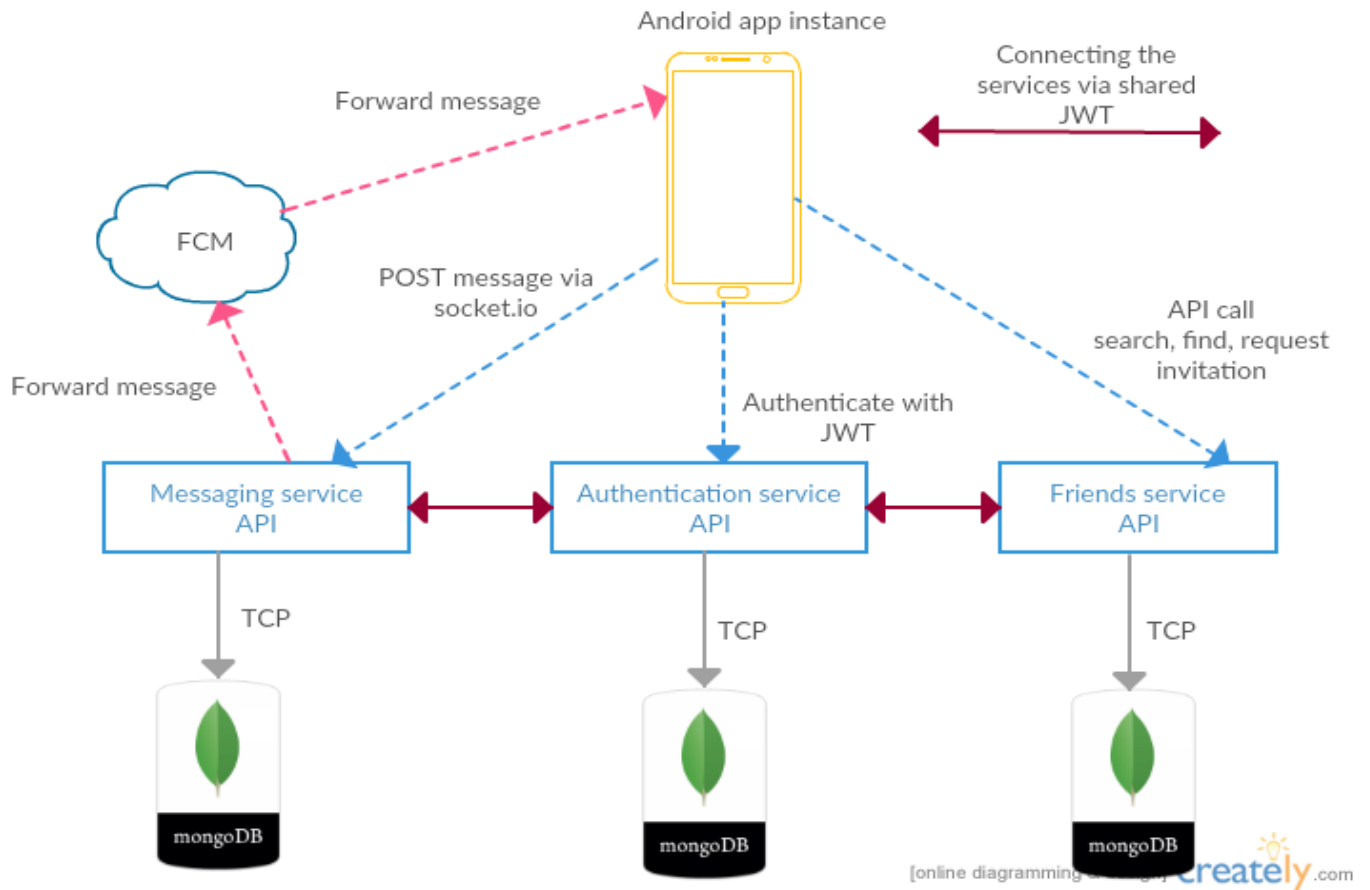 Android app instance
Connecting the
services via shared
JWT
Forward message
FCM
POST message via
socket.io
API call
search, find, request
invitation
Forward message
Authenticate with
JWT
Messaging service
API
Authentication service
API
Friends service
API
TCP
TCP
TCP
mongoDB
mongoDB
mongoDB
[online diagramming
creately.com